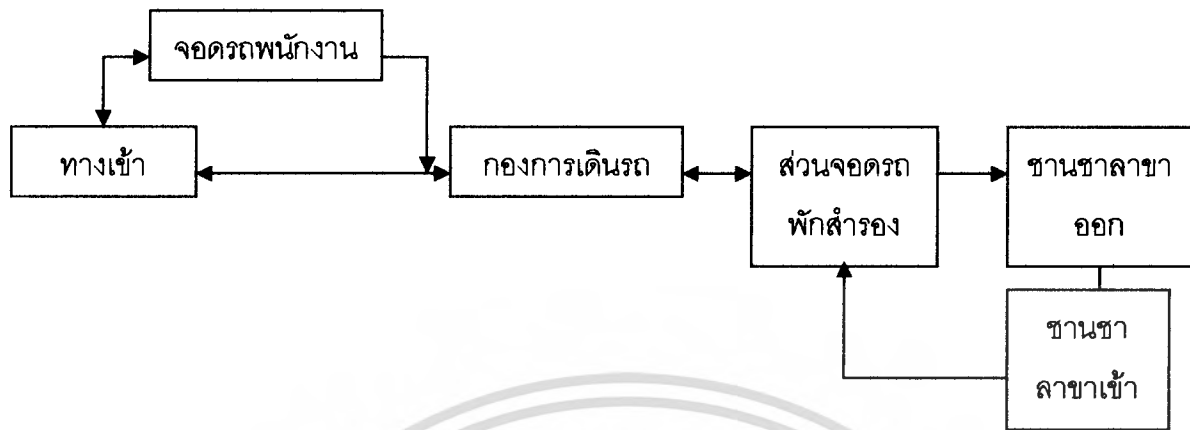 จอดรถพนักงาน
ทางเข้า
กองการเดินรถ
ส่วนจอดรถ
พักสำรอง
ชานชาลาขา
ออก
ชานชา
ลาขาเข้า